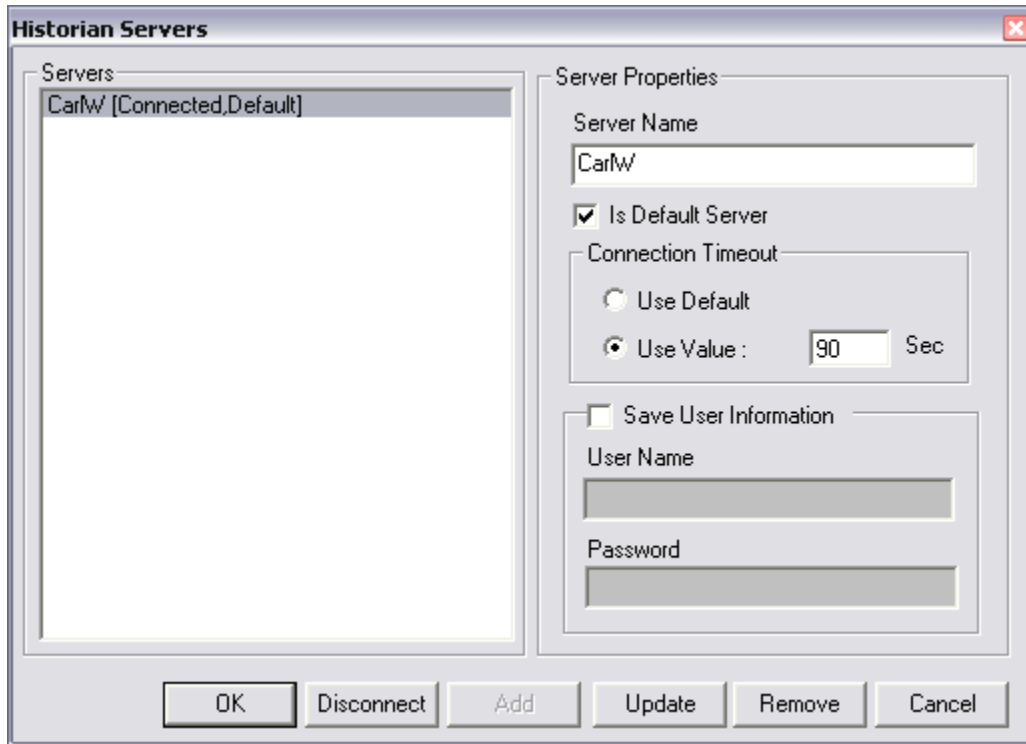 Historian Servers
Servers
CarlW [Connected,Default]
Server Properties
Server Name
CarlW
Is Default Server
Connection Timeout
Use Default
Use Value : 90 Sec
Save User Information
User Name
Password
OK Disconnect Add Update Remove Cancel